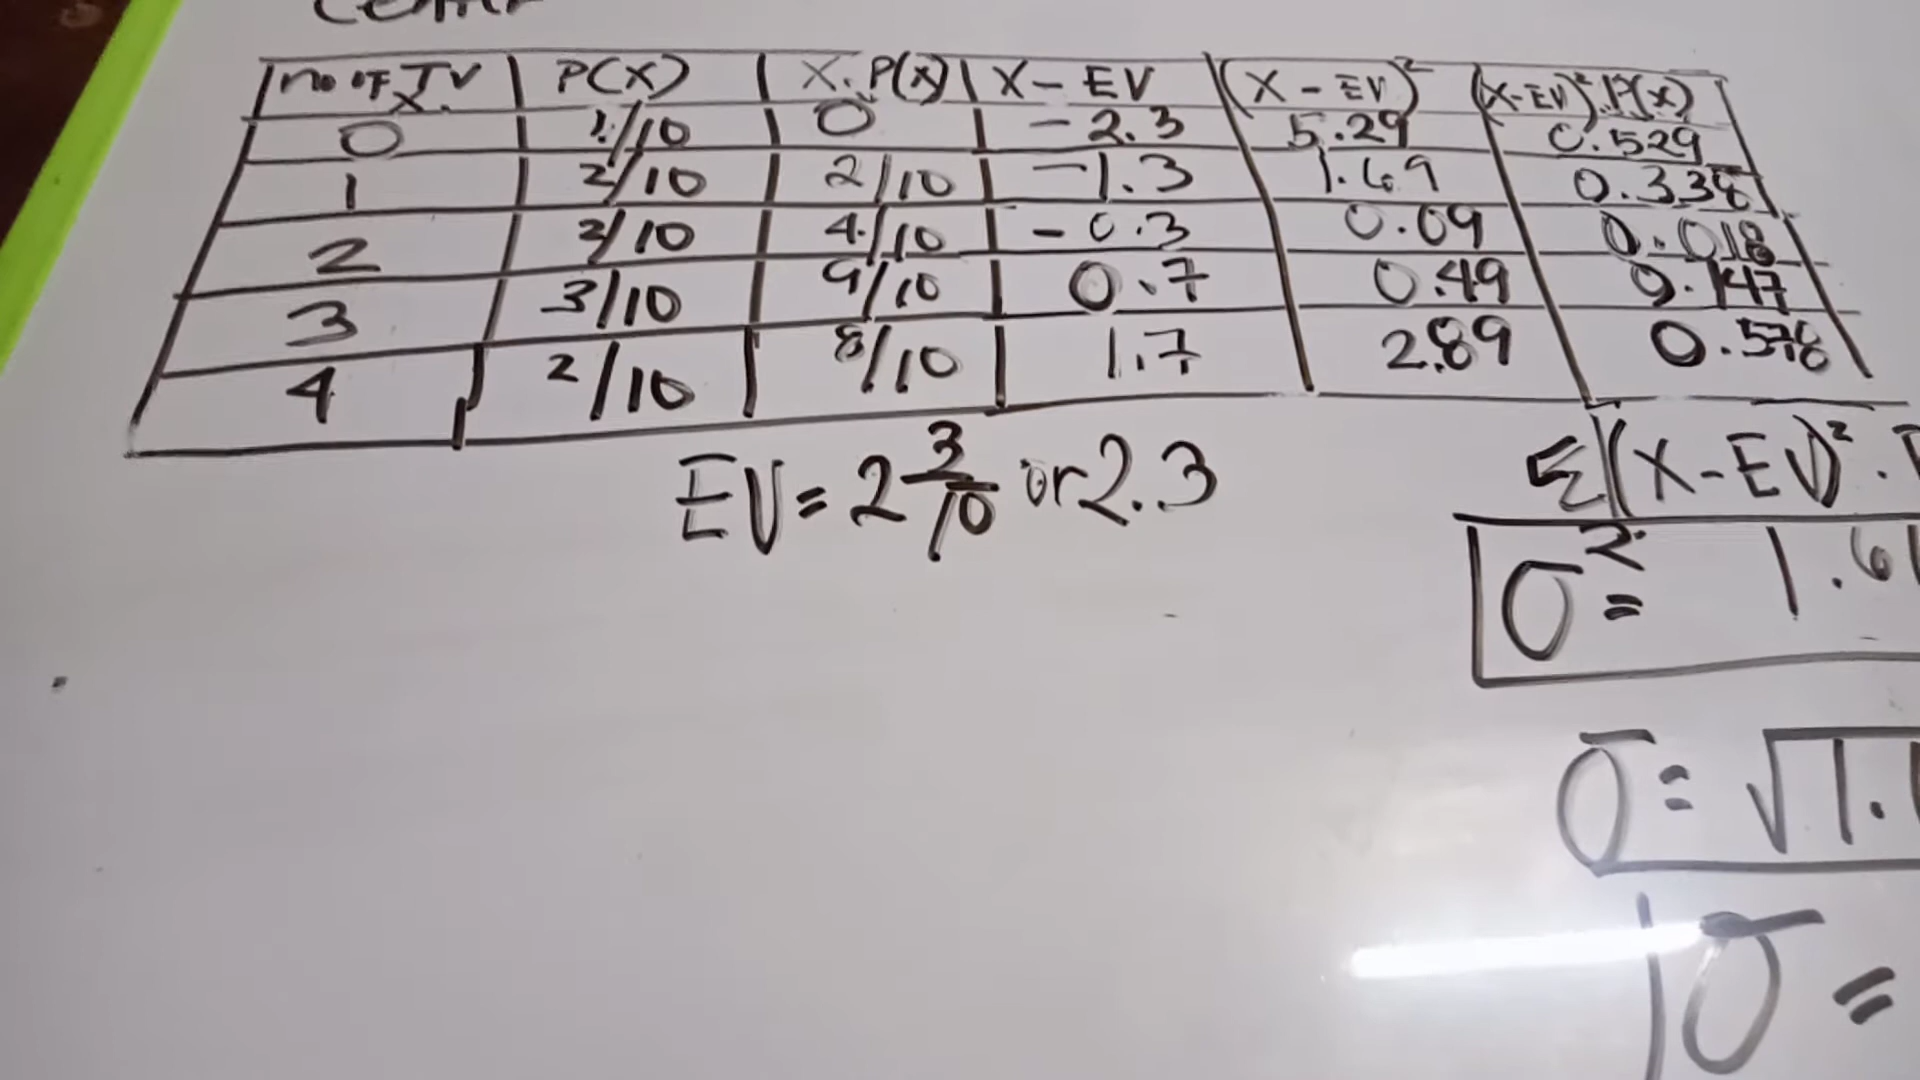 no of TV X. P(X) X. P(x) X - EV (X - EV)² (X-EV)².P(x)
0 1/10 0 -2.3 5.29 0.529
1 2/10 2/10 -1.3 1.69 0.338
2 2/10 4/10 -0.3 0.09 0.018
3 3/10 9/10 0.7 0.49 0.147
4 2/10 8/10 1.7 2.89 0.578
EV = 2 3/10 or 2.3
Σ(X-EV)² .
σ² = 1.61
σ = √1.
σ =